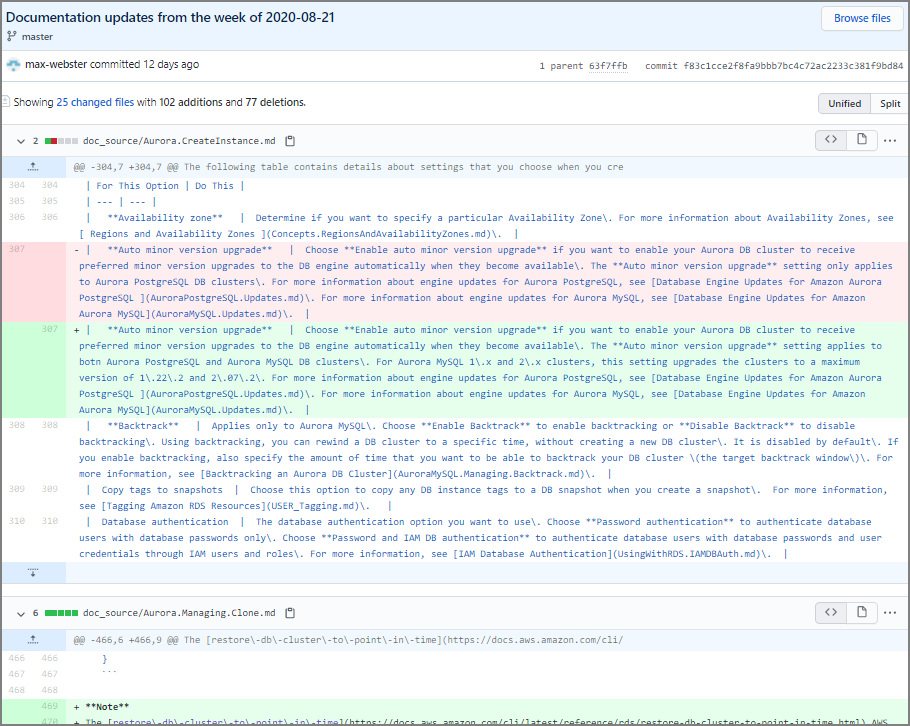 Documentation updates from the week of 2020-08-21
Browse files
master
max-webster committed 12 days ago
1 parent 63f7ffb commit f83c1cce2f8fa9bbb7bc4c72ac2233c381f9bd84
Showing 25 changed files with 102 additions and 77 deletions.
Unified Split
2 doc_source/Aurora.CreateInstance.md
@@ -304,7 +304,7 @@ The following table contains details about settings that you choose when you cre
304 304 | For This Option | Do This |
305 305 | --- | --- |
306 306 | **Availability zone** | Determine if you want to specify a particular Availability Zone\. For more information about Availability Zones, see
[ Regions and Availability Zones ](Concepts.RegionsAndAvailabilityZones.md)\. |
307 - | **Auto minor version upgrade** | Choose **Enable auto minor version upgrade** if you want to enable your Aurora DB cluster to receive
preferred minor version upgrades to the DB engine automatically when they become available\. The **Auto minor version upgrade** setting only applies
to Aurora PostgreSQL DB clusters\. For more information about engine updates for Aurora PostgreSQL, see [Database Engine Updates for Amazon Aurora
PostgreSQL ](AuroraPostgreSQL.Updates.md)\. For more information about engine updates for Aurora MySQL, see [Database Engine Updates for Amazon
Aurora MySQL](AuroraMySQL.Updates.md)\. |
307 + | **Auto minor version upgrade** | Choose **Enable auto minor version upgrade** if you want to enable your Aurora DB cluster to receive
preferred minor version upgrades to the DB engine automatically when they become available\. The **Auto minor version upgrade** setting applies to
botn Aurora PostgreSQL and Aurora MySQL DB clusters\. For Aurora MySQL 1\.x and 2\.x clusters, this setting upgrades the clusters to a maximum
version of 1\.22\.2 and 2\.07\.2\. For more information about engine updates for Aurora PostgreSQL, see [Database Engine Updates for Amazon Aurora
PostgreSQL ](AuroraPostgreSQL.Updates.md)\. For more information about engine updates for Aurora MySQL, see [Database Engine Updates for Amazon
Aurora MySQL](AuroraMySQL.Updates.md)\. |
308 308 | **Backtrack** | Applies only to Aurora MySQL\. Choose **Enable Backtrack** to enable backtracking or **Disable Backtrack** to disable
backtracking\. Using backtracking, you can rewind a DB cluster to a specific time, without creating a new DB cluster\. It is disabled by default\. If
you enable backtracking, also specify the amount of time that you want to be able to backtrack your DB cluster \(the target backtrack window\)\. For
more information, see [Backtracking an Aurora DB Cluster](AuroraMySQL.Managing.Backtrack.md)\. |
309 309 | Copy tags to snapshots | Choose this option to copy any DB instance tags to a DB snapshot when you create a snapshot\. For more information,
see [Tagging Amazon RDS Resources](USER_Tagging.md)\. |
310 310 | Database authentication | The database authentication option you want to use\. Choose **Password authentication** to authenticate database
users with database passwords only\. Choose **Password and IAM DB authentication** to authenticate database users with database passwords and user
credentials through IAM users and roles\. For more information, see [IAM Database Authentication](UsingWithRDS.IAMDBAuth.md)\. |
6 doc_source/Aurora.Managing.Clone.md
@@ -466,6 +466,9 @@ The [restore\-db\-cluster\-to\-point\-in\-time](https://docs.aws.amazon.com/cli/
466 466 }
467 467 ```
468 468
469 + **Note**
470 + The [restore\-db\-cluster\-to\-point\-in\-time](https://docs.aws.amazon.com/cli/latest/reference/rds/restore-db-cluster-to-point-in-time.html) AWS